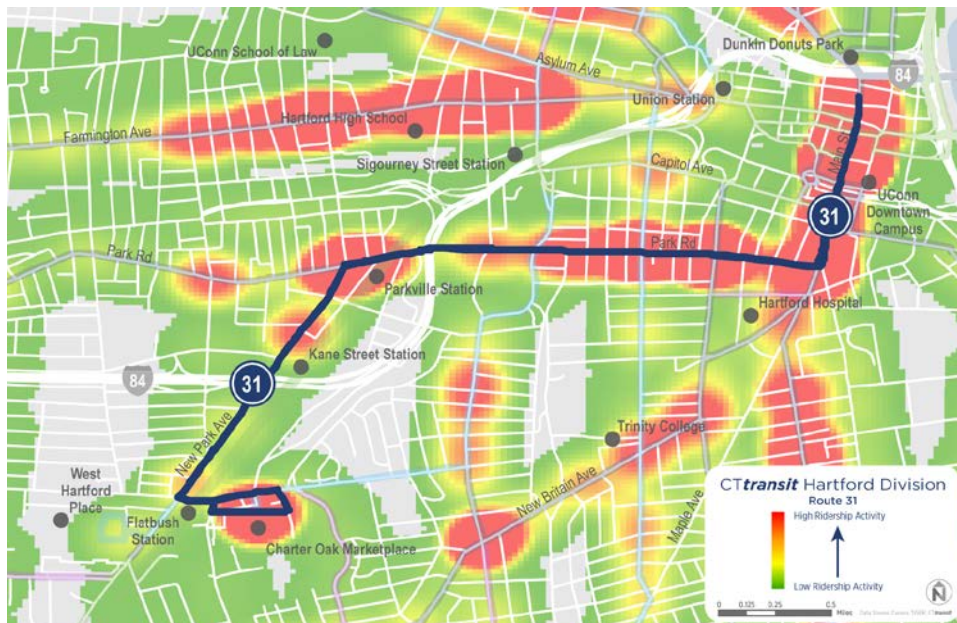 UConn School of Law
Dunkin Donuts Park
Asylum Ave
84
Union Station
Main St
Hartford High School
Farmington Ave
Sigourney Street Station
Capitol Ave
UConn
Downtown
Campus
31
Park Rd
Park Rd
Parkville Station
Hartford Hospital
Kane Street Station
84
31
New Park Ave
Trinity College
New Britain Ave
Maple Ave
West
Hartford
Place
Flatbush
Station
Charter Oak Marketplace
CTtransit Hartford Division
Route 31
High Ridership Activity
Low Ridership Activity
N
0 0.125 0.25 0.5
Miles